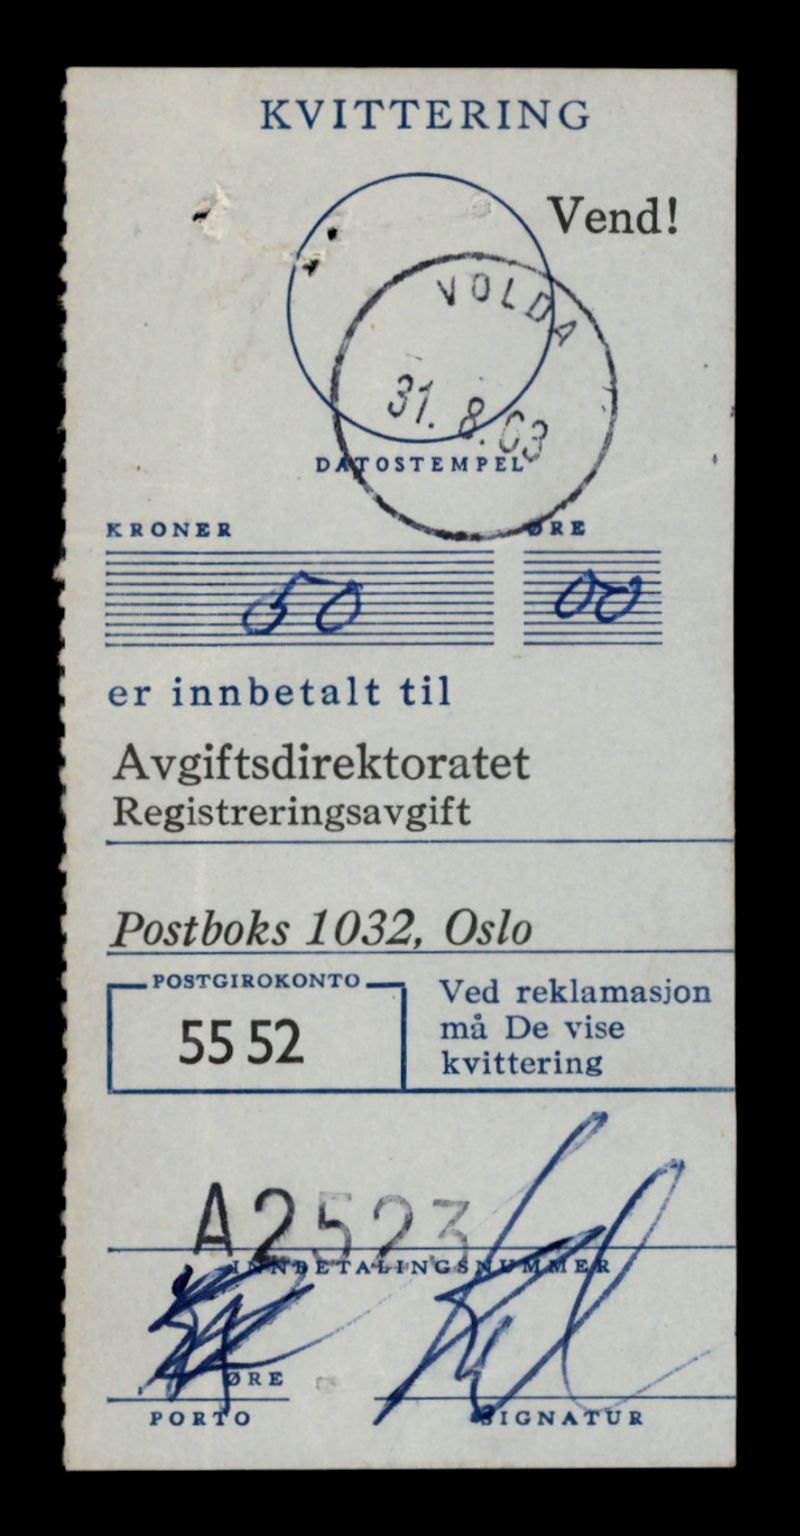 KVITTERING
Vend!
VOLDA
31. 8. 63
DATOSTEMPEL
KRONER ØRE
50 00
er innbetalt til
Avgiftsdirektoratet
Registreringsavgift
Postboks 1032, Oslo
POSTGIROKONTO
55 52
Ved reklamasjon
må De vise
kvittering
A2523
INNBETALINGSNUMMER
ØRE
PORTO SIGNATUR